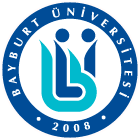 BAYBURT ÜNİVERSİTESİ
• 2008 •